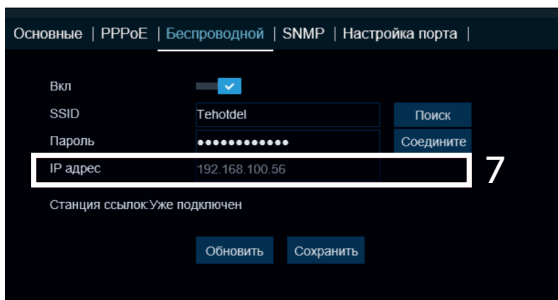 Основные | PPPoE | Беспроводной | SNMP | Настройка порта |
Вкл
SSID Tehotdel Поиск
Пароль •••••••••••• Соедините
IP адрес 192.168.100.56 7
Станция ссылок:Уже подключен
Обновить Сохранить